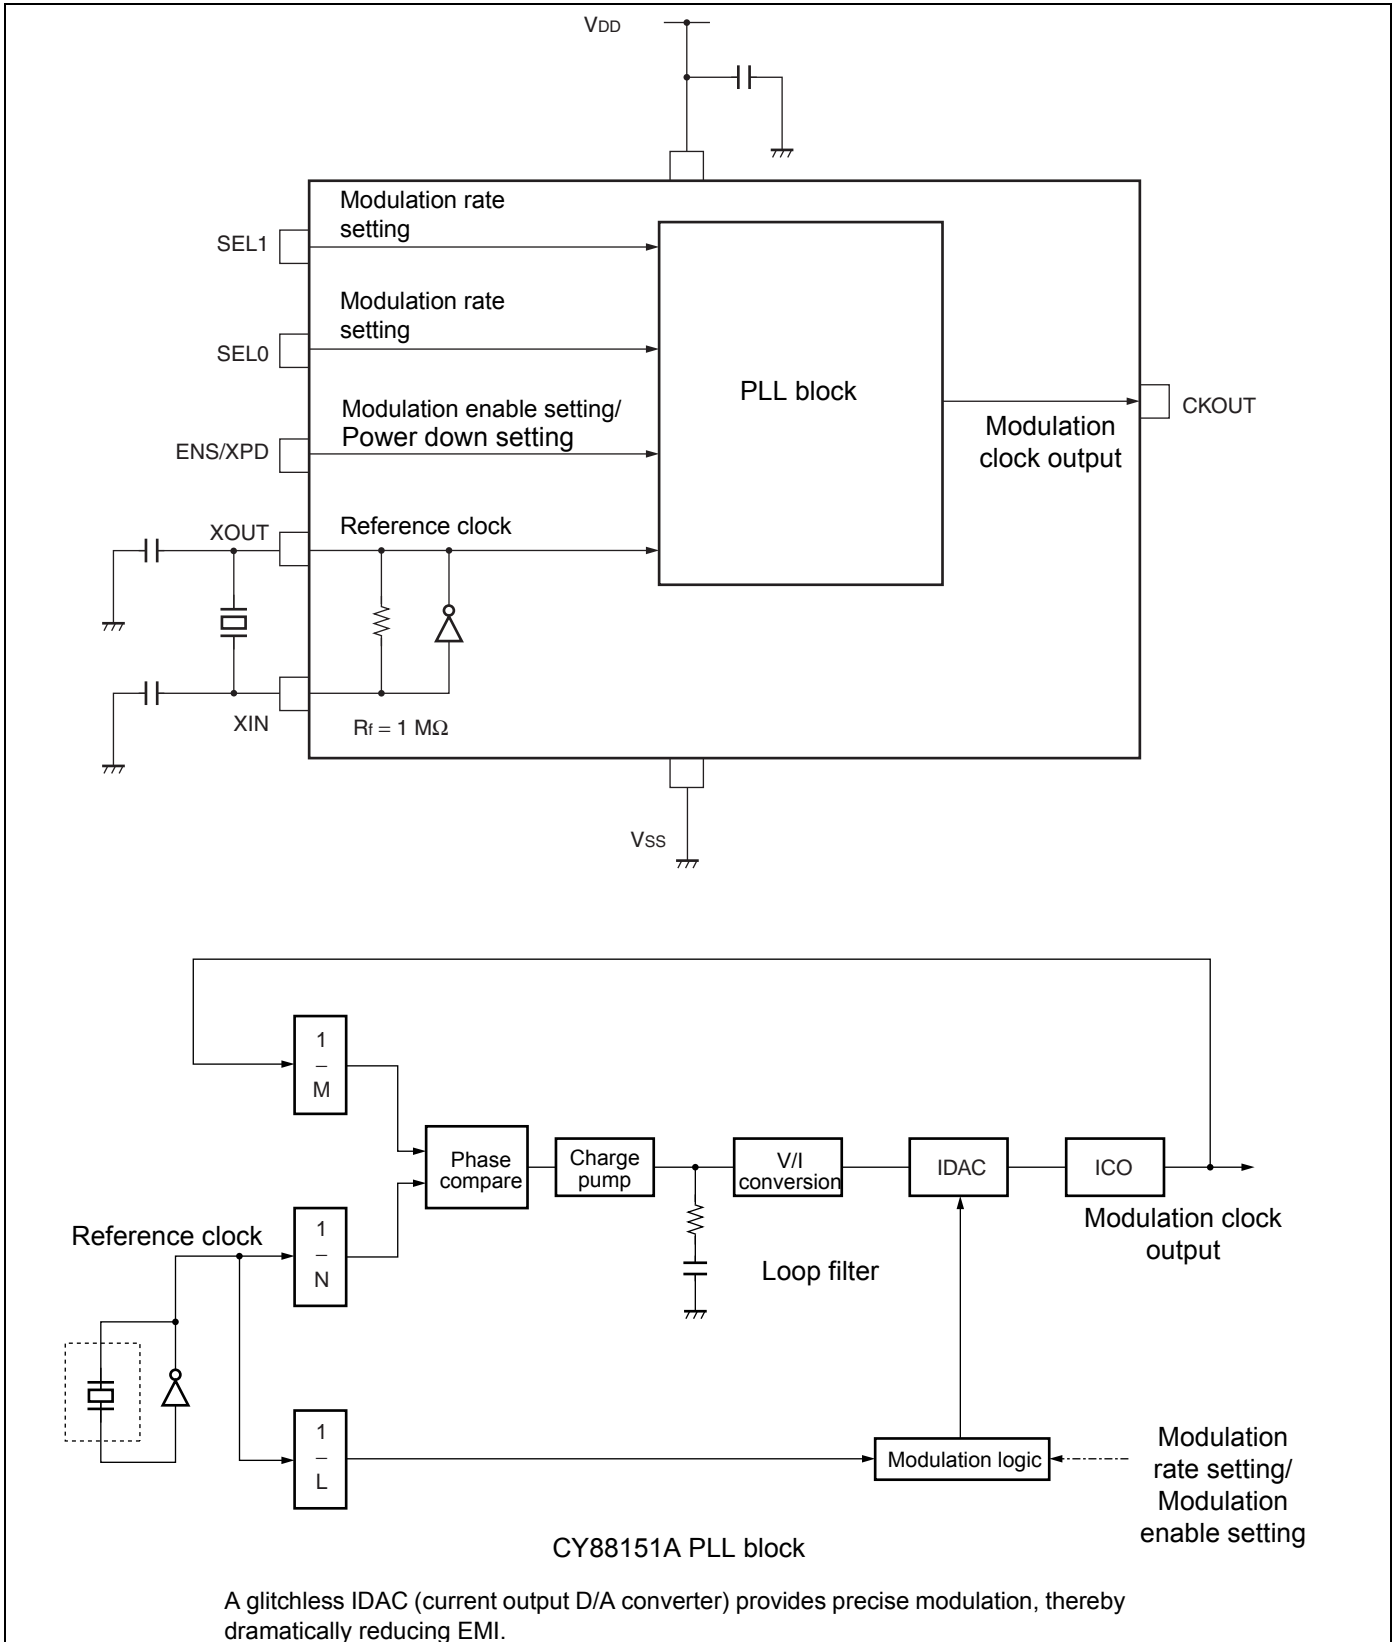 VDD
Modulation rate
setting
SEL1
Modulation rate
setting
SEL0
PLL block
Modulation enable setting/
Power down setting
ENS/XPD
CKOUT
Modulation
clock output
XOUT
Reference clock
XIN
Rf = 1 MΩ
VSS
1
–
M
Phase
compare
Charge
pump
V/I
conversion
IDAC
ICO
Reference clock
1
–
N
Loop filter
Modulation clock
output
1
–
L
Modulation logic
Modulation
rate setting/
Modulation
enable setting
CY88151A PLL block
A glitchless IDAC (current output D/A converter) provides precise modulation, thereby
dramatically reducing EMI.